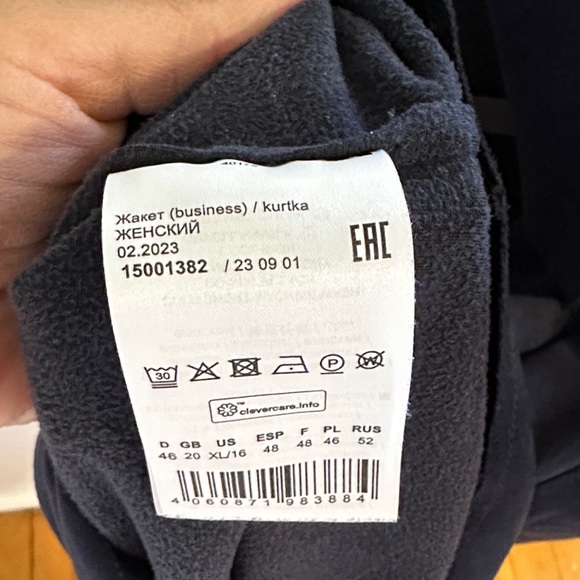 Жакет (business) / kurtka
ЖЕНСКИЙ
02.2023
15001382 / 23 09 01
EAC
30
P
W
clevercare.info
D GB US ESP F PL RUS
46 20 XL/16 48 48 46 52
4 060871 983884